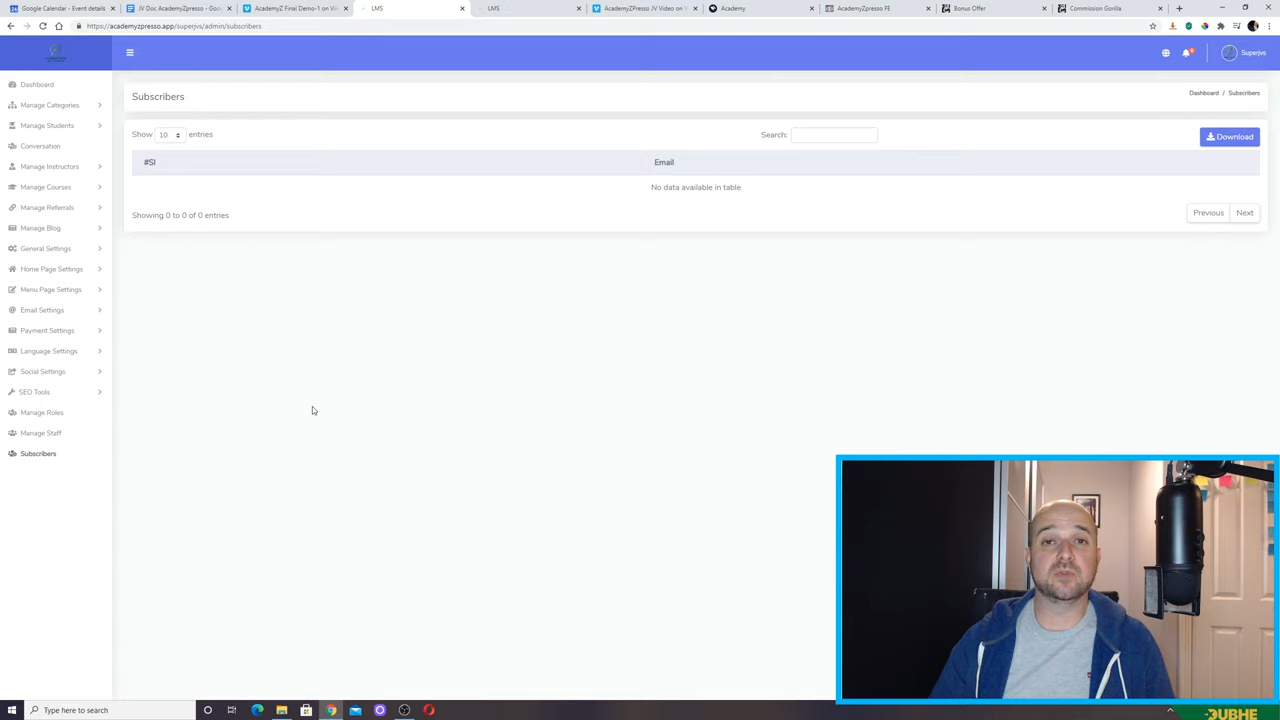 Google Calendar - Event details
JV Doc AcademyZpresso - Goo
AcademyZ Final Demo-1 on Vi
LMS
LMS
AcademyZPresso JV Video on V
Academy
AcademyZpresso FE
Bonus Offer
Commission Gorilla
https://academyzpresso.app/superjvs/admin/subscribers
Superjvs
Dashboard
Manage Categories
Manage Students
Conversation
Manage Instructors
Manage Courses
Manage Referrals
Manage Blog
General Settings
Home Page Settings
Menu Page Settings
Email Settings
Payment Settings
Language Settings
Social Settings
SEO Tools
Manage Roles
Manage Staff
Subscribers
Subscribers
Dashboard / Subscribers
Show 10 entries
Search:
Download
#Sl Email
No data available in table
Showing 0 to 0 of 0 entries
Previous Next
Type here to search
DUBHE